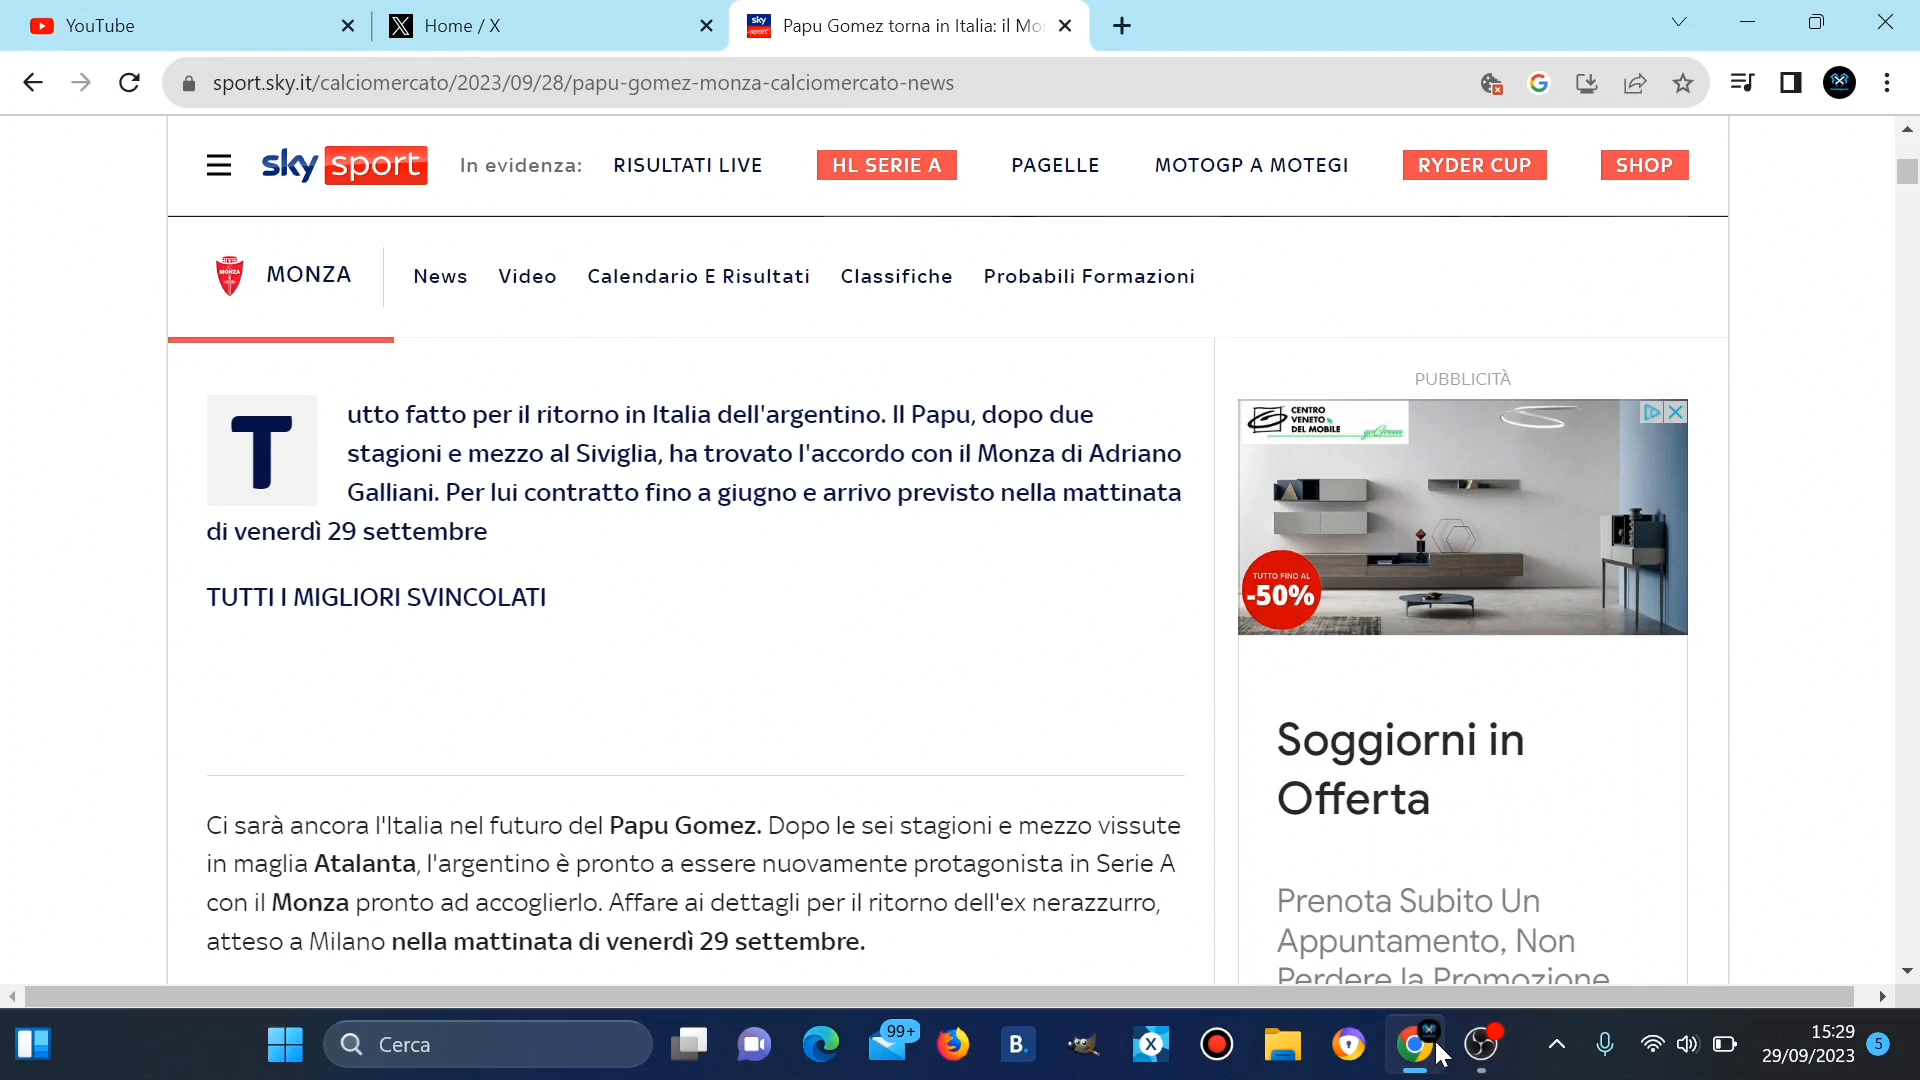 YouTube
Home / X
Papu Gomez torna in Italia: il Mo
sport.sky.it/calciomercato/2023/09/28/papu-gomez-monza-calciomercato-news
sky sport
In evidenza:
RISULTATI LIVE
HL SERIE A
PAGELLE
MOTOGP A MOTEGI
RYDER CUP
SHOP
MONZA
News
Video
Calendario E Risultati
Classifiche
Probabili Formazioni
Tutto fatto per il ritorno in Italia dell'argentino. Il Papu, dopo due
stagioni e mezzo al Siviglia, ha trovato l'accordo con il Monza di Adriano
Galliani. Per lui contratto fino a giugno e arrivo previsto nella mattinata
di venerdì 29 settembre
TUTTI I MIGLIORI SVINCOLATI
Ci sarà ancora l'Italia nel futuro del Papu Gomez. Dopo le sei stagioni e mezzo vissute
in maglia Atalanta, l'argentino è pronto a essere nuovamente protagonista in Serie A
con il Monza pronto ad accoglierlo. Affare ai dettagli per il ritorno dell'ex nerazzurro,
atteso a Milano nella mattinata di venerdì 29 settembre.
PUBBLICITÀ
CENTRO
VENETO
DEL MOBILE
goGreen
TUTTO FINO AL
-50%
Soggiorni in
Offerta
Prenota Subito Un
Appuntamento, Non
Perdere la Promozione
Cerca
99+
B.
X
15:29
29/09/2023
5